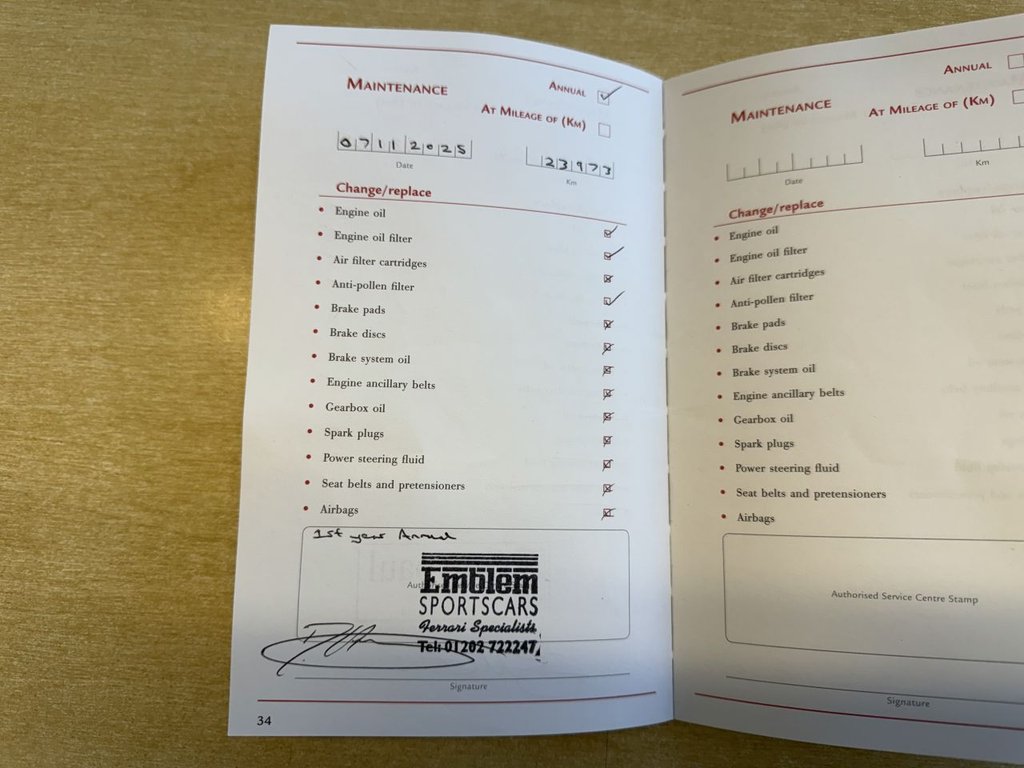 MAINTENANCE
ANNUAL
AT MILEAGE OF (KM)
07112025
Date
23973
Km
Change/replace
• Engine oil
• Engine oil filter
• Air filter cartridges
• Anti-pollen filter
• Brake pads
• Brake discs
• Brake system oil
• Engine ancillary belts
• Gearbox oil
• Spark plugs
• Power steering fluid
• Seat belts and pretensioners
• Airbags
1st year Annual
Emblem
SPORTSCARS
Ferrari Specialists
Tel: 01202 722247
Signature
34
MAINTENANCE
ANNUAL
AT MILEAGE OF (KM)
Date
Km
Change/replace
• Engine oil
• Engine oil filter
• Air filter cartridges
• Anti-pollen filter
• Brake pads
• Brake discs
• Brake system oil
• Engine ancillary belts
• Gearbox oil
• Spark plugs
• Power steering fluid
• Seat belts and pretensioners
• Airbags
Authorised Service Centre Stamp
Signature